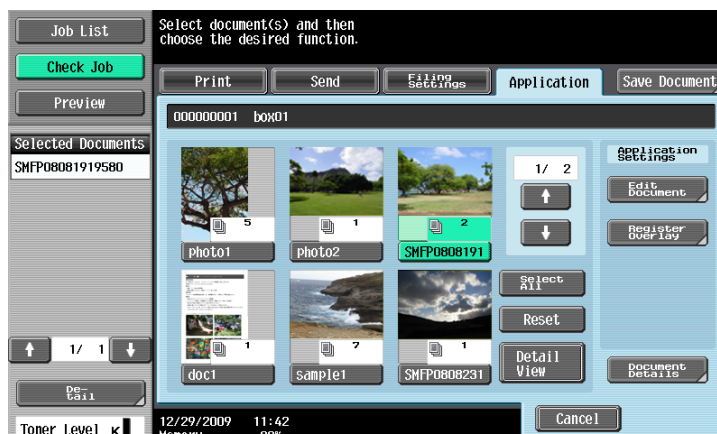 Job List
Check Job
Preview
Selected Documents
SMFP08081919580
1/ 1
De-
tail
Toner Level K
Select document(s) and then
choose the desired function.
Print
Send
Filing
Settings
Application
Save Document
000000001 box01
5
photo1
1
photo2
2
SMFP0808191
1
doc1
7
sample1
1
SMFP0808231
1/ 2
Select
All
Reset
Detail
View
Application
Settings
Edit
Document
Register
Overlay
Document
Details
12/29/2009 11:42
Cancel